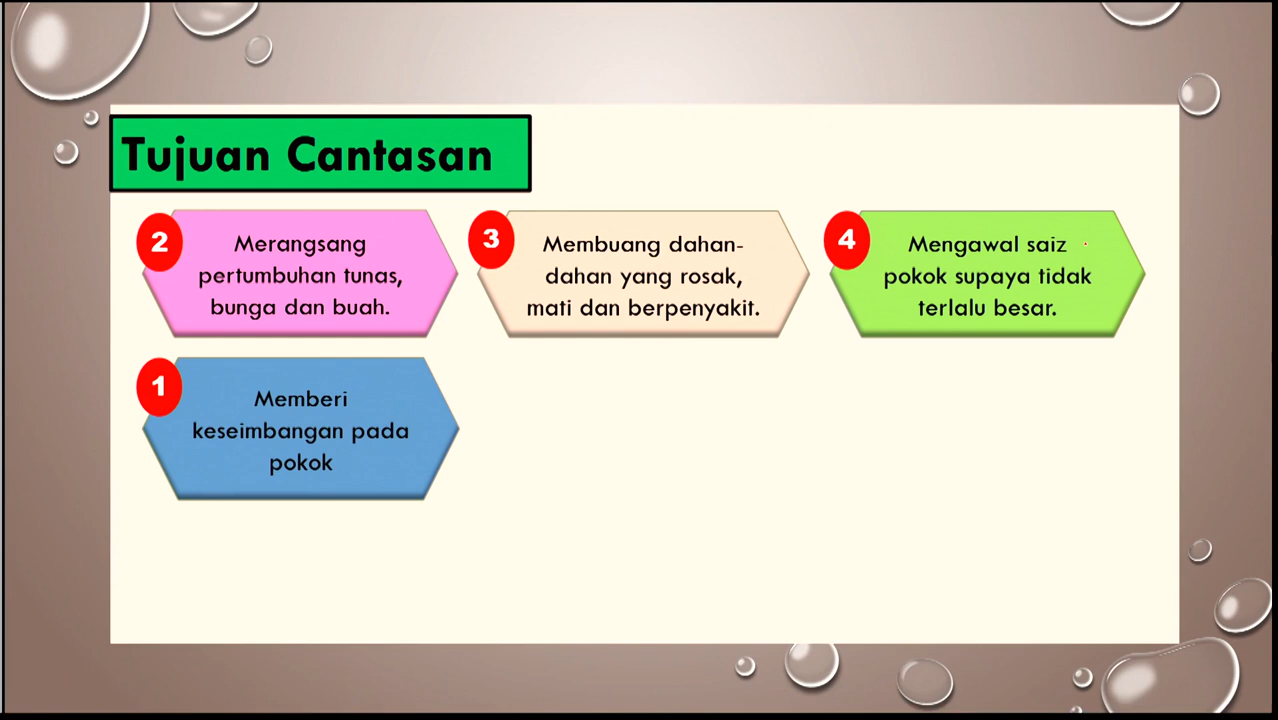 Tujuan Cantasan
2
Merangsang
pertumbuhan tunas,
bunga dan buah.
3
Membuang dahan-
dahan yang rosak,
mati dan berpenyakit.
4
Mengawal saiz
pokok supaya tidak
terlalu besar.
1
Memberi
keseimbangan pada
pokok